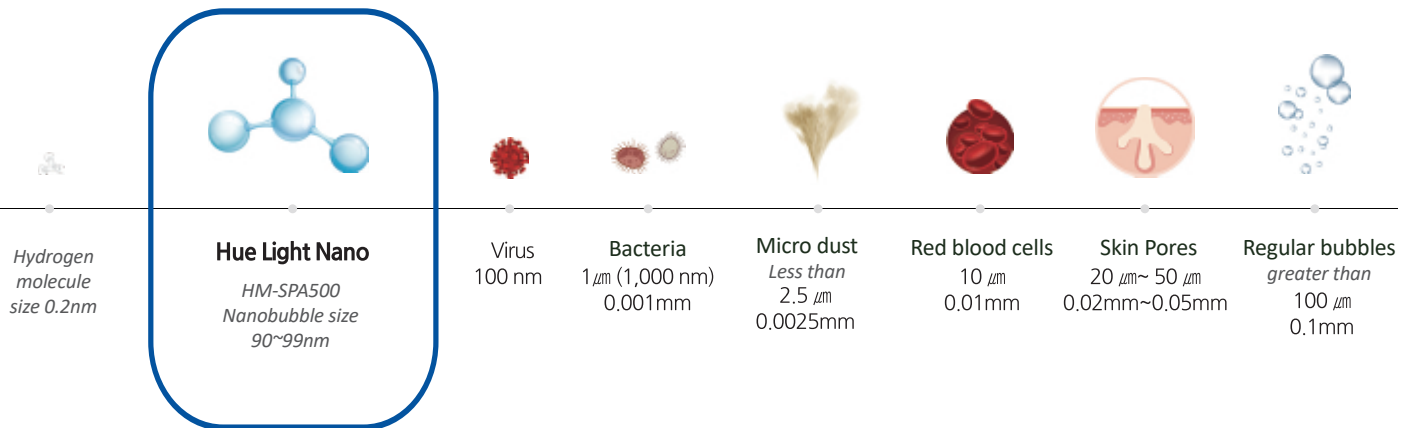 Hydrogen
molecule
size 0.2nm
Hue Light Nano
HM-SPA500
Nanobubble size
90~99nm
Virus
100 nm
Bacteria
1㎛ (1,000 nm)
0.001mm
Micro dust
Less than
2.5 ㎛
0.0025mm
Red blood cells
10 ㎛
0.01mm
Skin Pores
20 ㎛~ 50 ㎛
0.02mm~0.05mm
Regular bubbles
greater than
100 ㎛
0.1mm